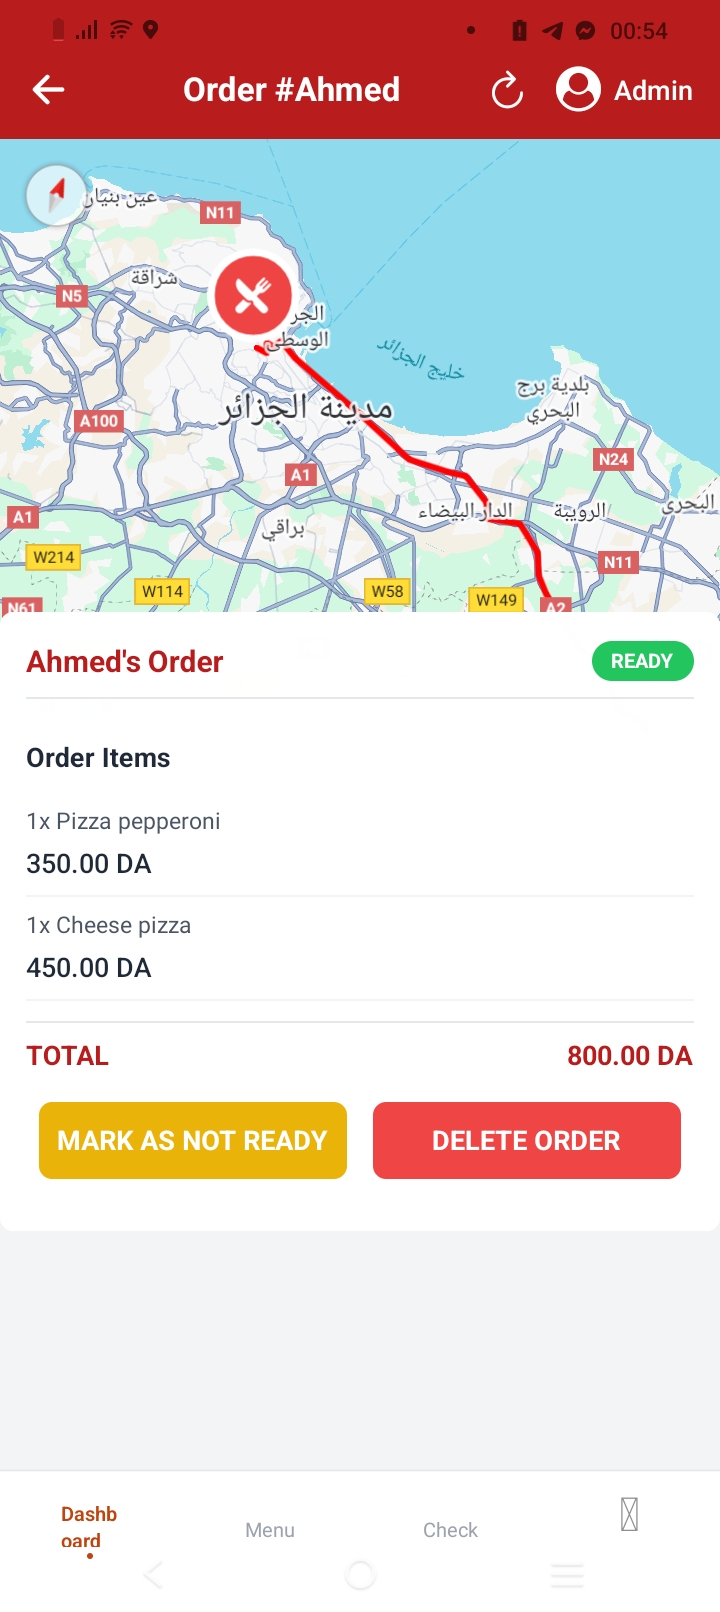 00:54
Order #Ahmed
Admin
عين بنيان
N11
شراقة
N5
الجزائر
الوسطى
خليج الجزائر
بلدية برج
البحري
مدينة الجزائر
A100
A1
N24
A1
الدار البيضاء
الرويبة
البحري
براقي
W214
N11
W114
W58
W149
A2
N61
Ahmed's Order
READY
Order Items
1x Pizza pepperoni
350.00 DA
1x Cheese pizza
450.00 DA
TOTAL
800.00 DA
MARK AS NOT READY
DELETE ORDER
Dashb
oard
Menu
Check